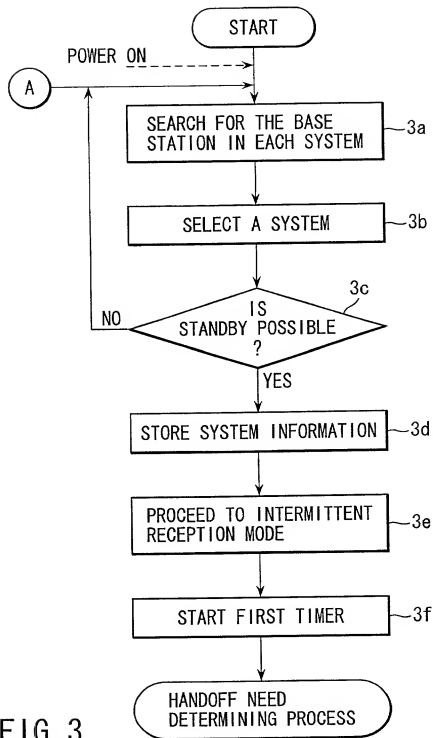 START
POWER ON
A
SEARCH FOR THE BASE
STATION IN EACH SYSTEM
3a
SELECT A SYSTEM
3b
3c
IS
STANDBY POSSIBLE
?
NO
YES
STORE SYSTEM INFORMATION
3d
PROCEED TO INTERMITTENT
RECEPTION MODE
3e
START FIRST TIMER
3f
HANDOFF NEED
DETERMINING PROCESS
FIG. 3